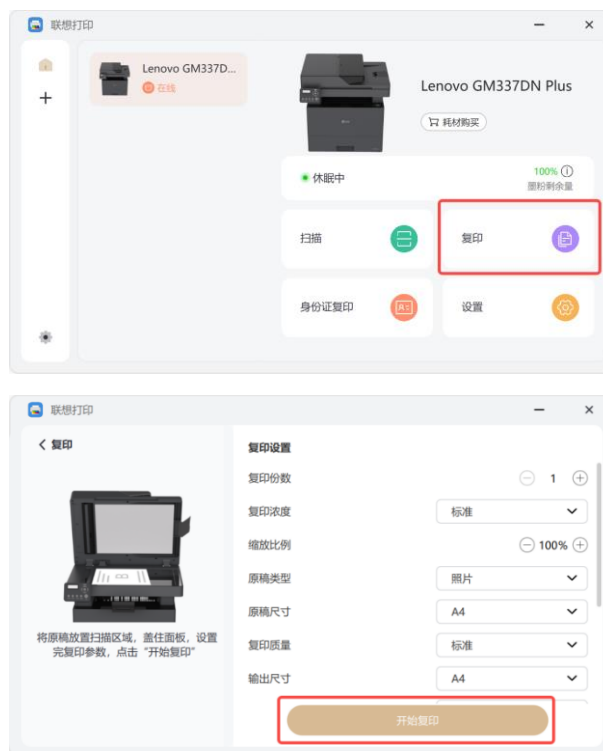 联想打印
Lenovo GM337D...
在线
Lenovo GM337DN Plus
耗材购买
休眠中
100%
墨粉剩余量
扫描
复印
身份证复印
设置
联想打印
复印
复印设置
复印份数
1
复印浓度
标准
缩放比例
100%
原稿类型
照片
原稿尺寸
A4
复印质量
标准
输出尺寸
A4
将原稿放置扫描区域，盖住面板，设置
完复印参数，点击“开始复印”
开始复印